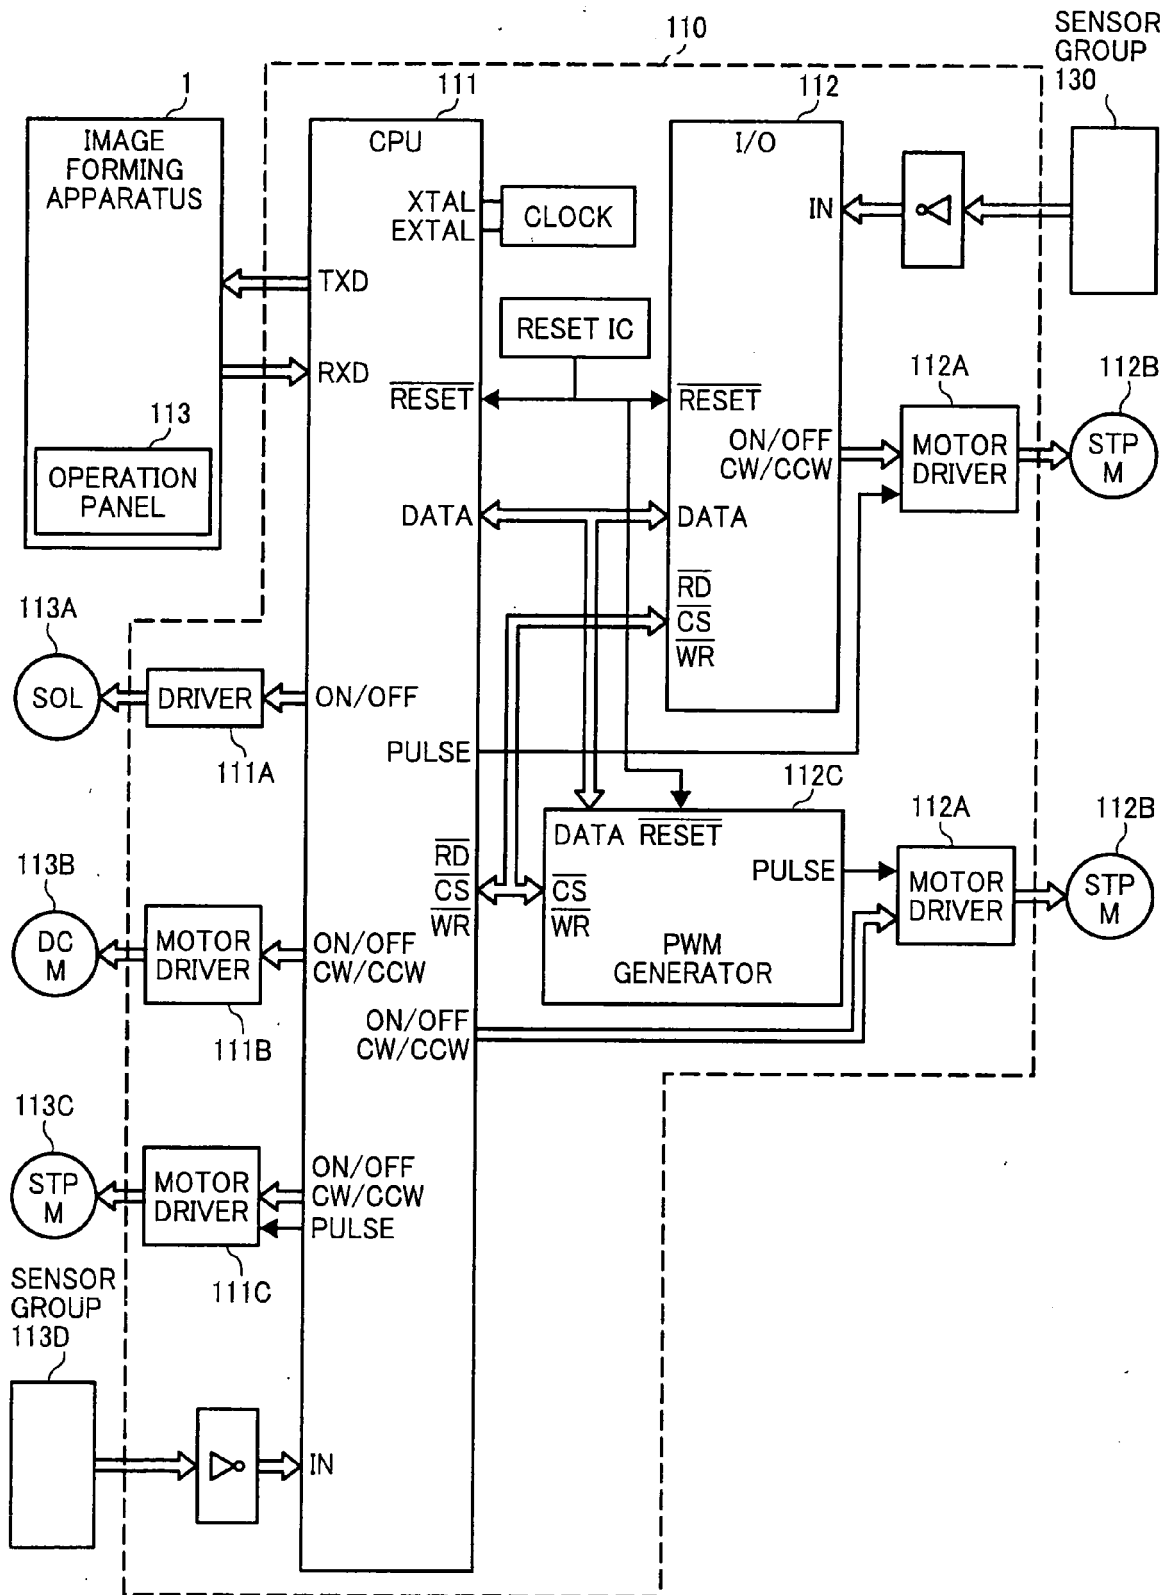 110
SENSOR
GROUP
130
1
111
112
IMAGE
FORMING
APPARATUS
CPU
I/O
XTAL
EXTAL
CLOCK
IN
TXD
RESET IC
RXD
RESET
RESET
112A
112B
113
ON/OFF
CW/CCW
MOTOR
DRIVER
STP
M
OPERATION
PANEL
DATA
DATA
RD
CS
WR
113A
SOL
DRIVER
ON/OFF
111A
PULSE
112C
DATA RESET
112A
112B
113B
RD
CS
WR
CS
WR
PULSE
MOTOR
DRIVER
STP
M
DC
M
MOTOR
DRIVER
ON/OFF
CW/CCW
PWM
GENERATOR
111B
ON/OFF
CW/CCW
113C
STP
M
MOTOR
DRIVER
ON/OFF
CW/CCW
PULSE
111C
SENSOR
GROUP
113D
IN